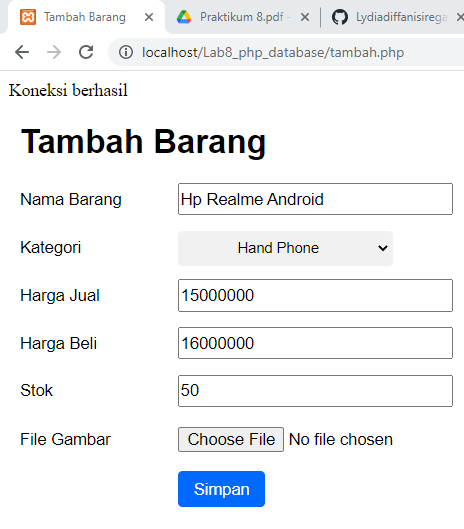 Tambah Barang
Praktikum 8.pdf -
Lydiadiffanisirega
localhost/Lab8_php_database/tambah.php
Koneksi berhasil
Tambah Barang
Nama Barang Hp Realme Android
Kategori Hand Phone
Harga Jual 15000000
Harga Beli 16000000
Stok 50
File Gambar Choose File No file chosen
Simpan